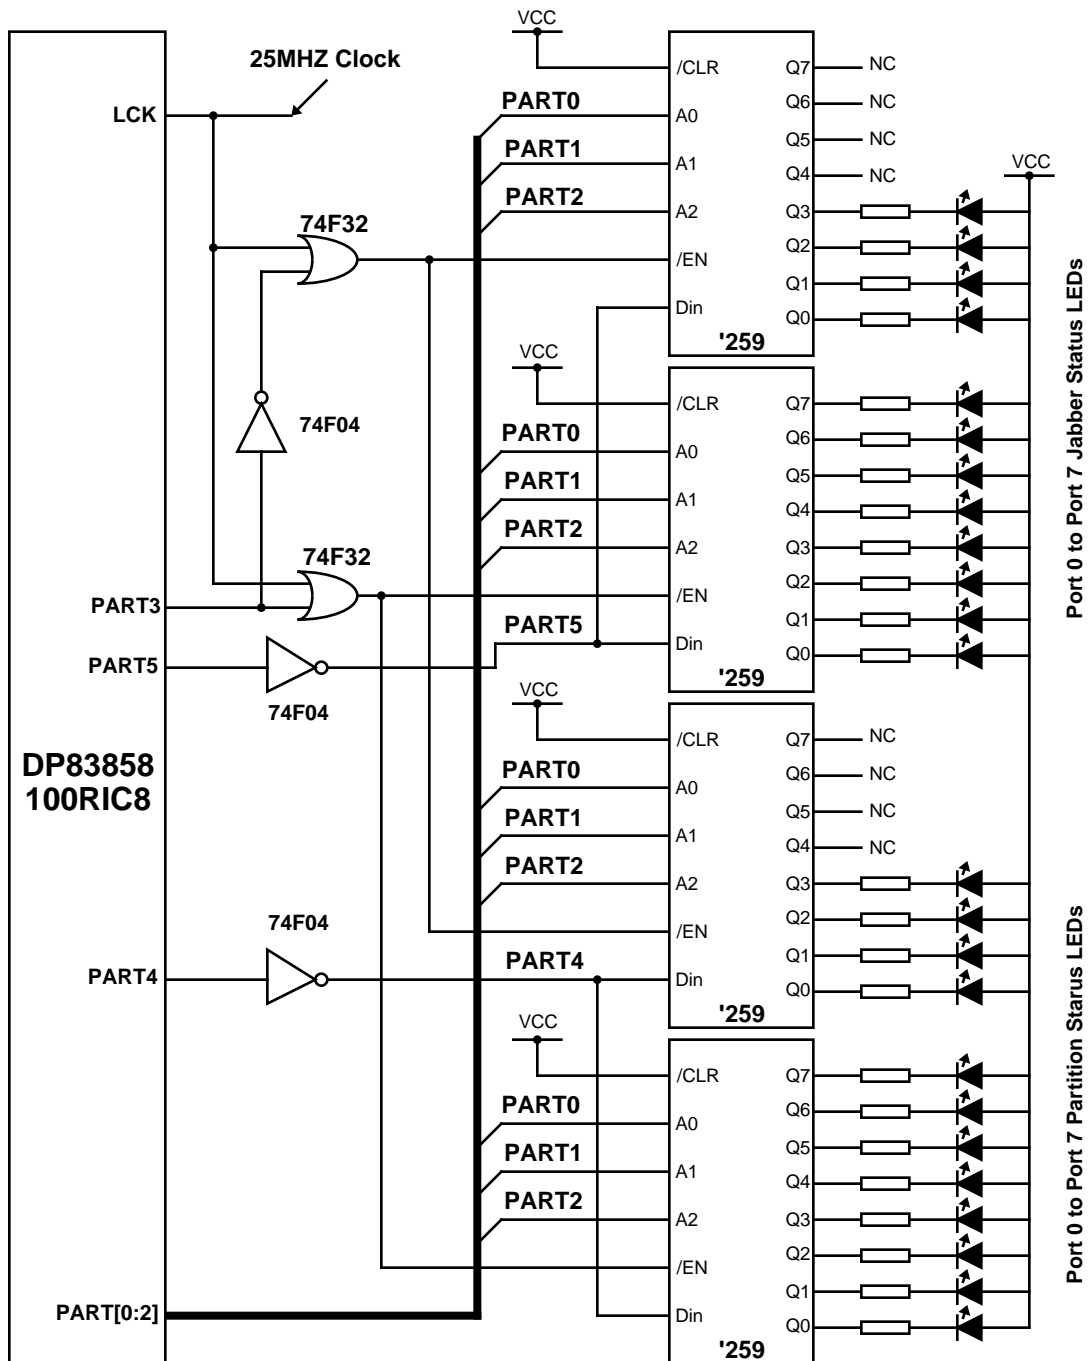 VCC
25MHZ Clock
LCK
/CLR
Q7
NC
PART0
A0
Q6
NC
PART1
A1
Q5
NC
PART2
A2
Q4
NC
VCC
74F32
Q3
/EN
Q2
Q1
Din
Q0
'259
VCC
74F04
/CLR
Q7
PART0
A0
Q6
PART1
A1
Q5
Q4
PART2
A2
Q3
74F32
Q2
PART3
/EN
Q1
PART5
PART5
Din
Q0
'259
74F04
Port 0 to Port 7 Jabber Status LEDs
VCC
DP83858
100RIC8
/CLR
Q7
NC
PART0
A0
Q6
NC
PART1
A1
Q5
NC
Q4
NC
PART2
A2
Q3
74F04
/EN
Q2
Q1
PART4
PART4
Din
Q0
'259
VCC
/CLR
Q7
PART0
A0
Q6
PART1
A1
Q5
Q4
PART2
A2
Q3
/EN
Q2
Q1
PART[0:2]
Din
Q0
'259
Port 0 to Port 7 Partition Starus LEDs